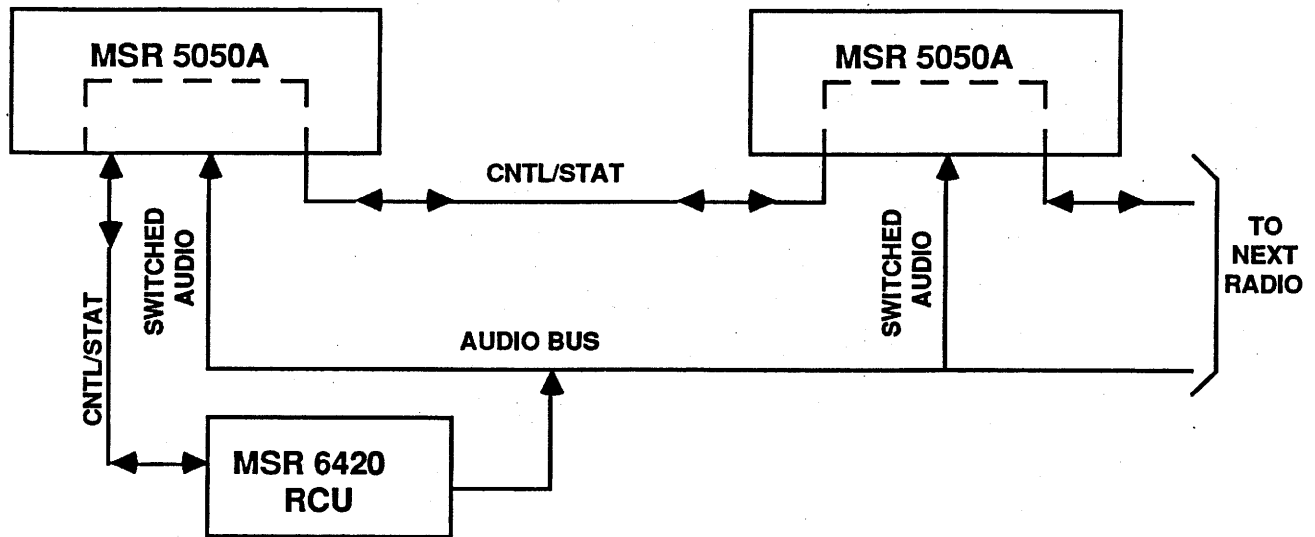 MSR 5050A
MSR 5050A
CNTL/STAT
SWITCHED
AUDIO
SWITCHED
AUDIO
TO
NEXT
RADIO
CNTL/STAT
AUDIO BUS
MSR 6420
RCU